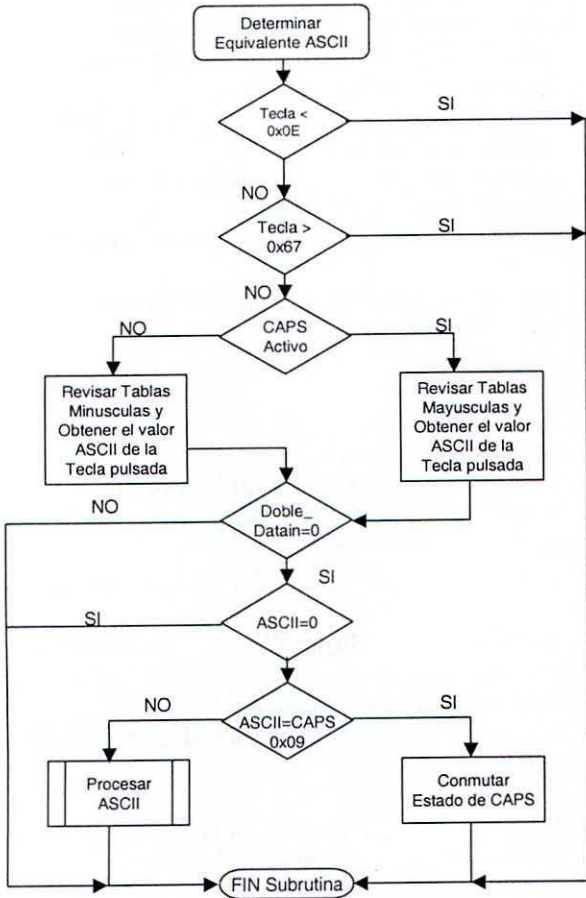 Determinar
Equivalente ASCII
Tecla <
0x0E
SI
NO
Tecla >
0x67
SI
NO
CAPS
Activo
NO
SI
Revisar Tablas
Minusculas y
Obtener el valor
ASCII de la
Tecla pulsada
Revisar Tablas
Mayusculas y
Obtener el valor
ASCII de la
Tecla pulsada
Doble_
Datain=0
NO
SI
ASCII=0
SI
ASCII=CAPS
0x09
NO
SI
Procesar
ASCII
Conmutar
Estado de CAPS
FIN Subrutina